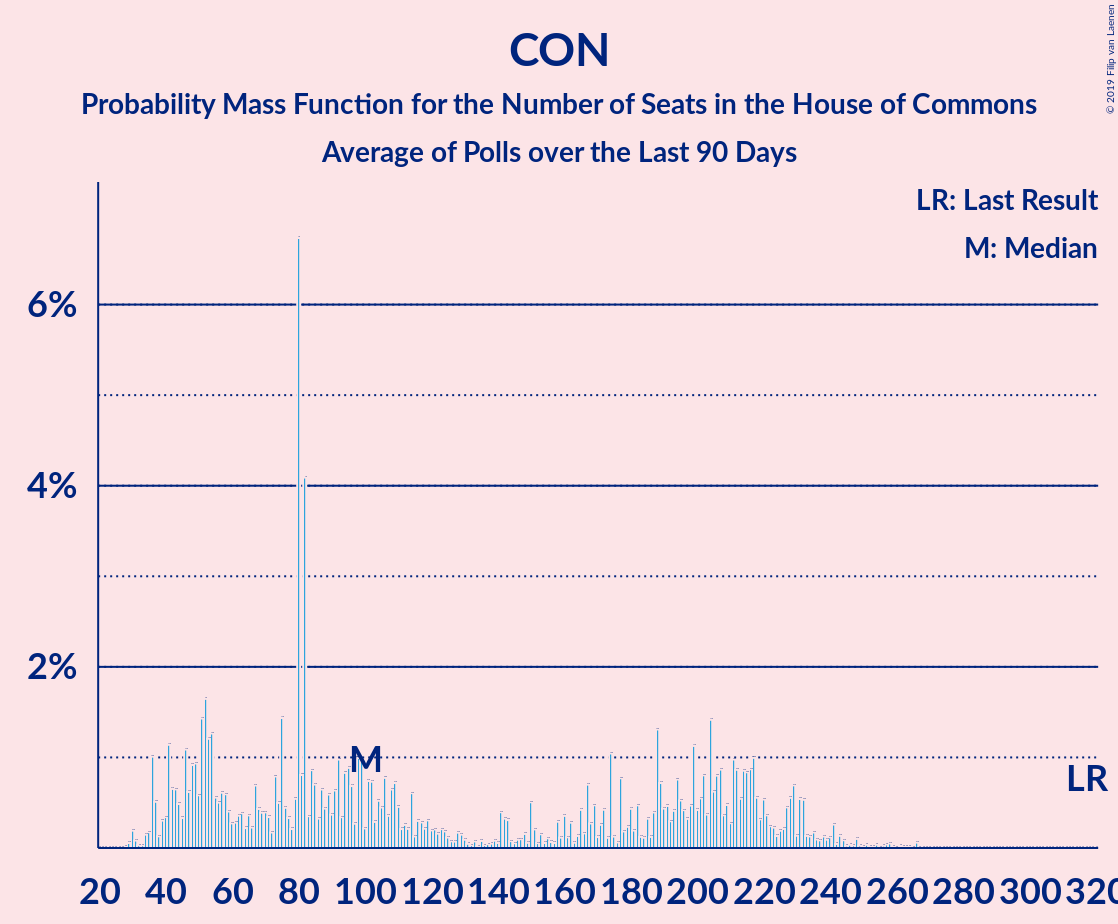 CON
Probability Mass Function for the Number of Seats in the House of Commons
Average of Polls over the Last 90 Days
© 2019 Filip van Laenen
LR: Last Result
M: Median
6%
4%
2%
M
LR
20 40 60 80 100 120 140 160 180 200 220 240 260 280 300 320